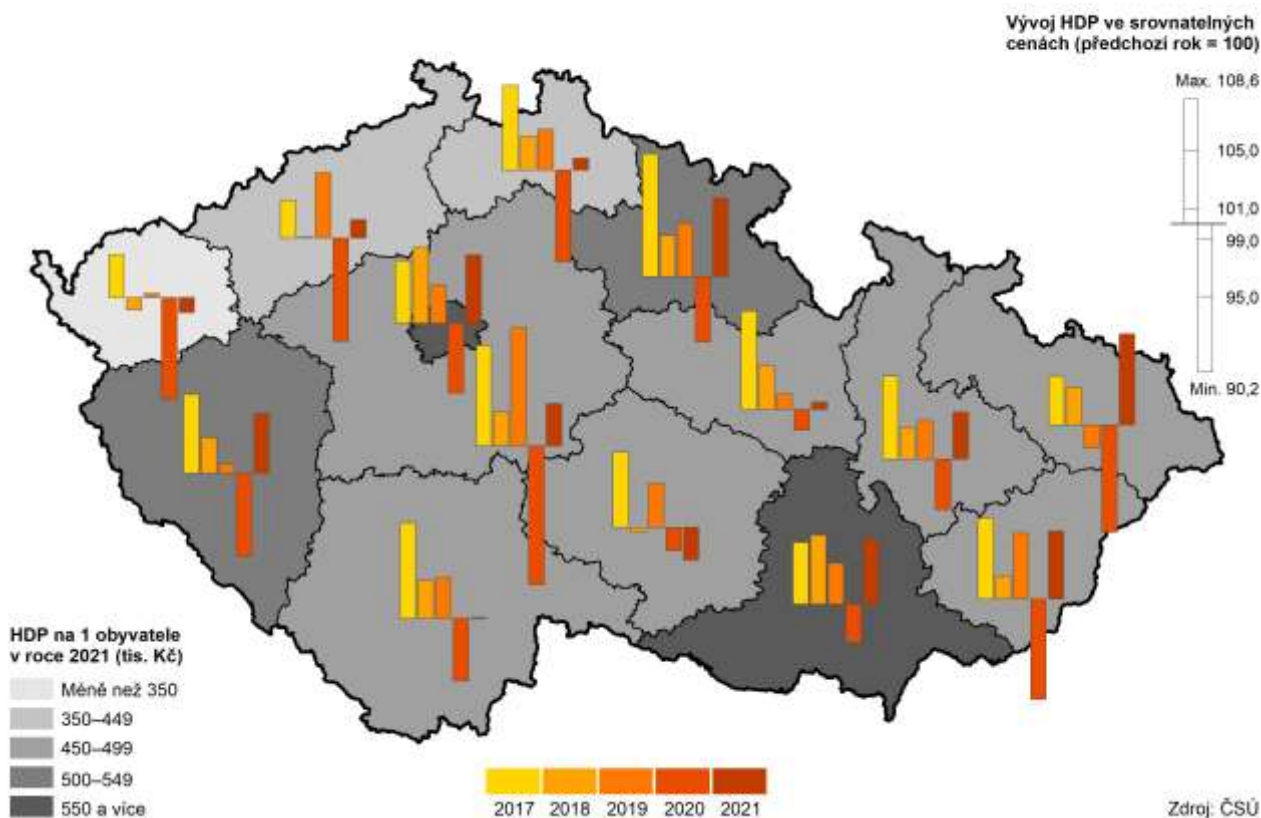 Vývoj HDP ve srovnatelných
cenách (předchozí rok = 100)
Max. 108,6
105,0
101,0
99,0
95,0
Min. 90,2
HDP na 1 obyvatele
v roce 2021 (tis. Kč)
Méně než 350
350–449
450–499
500–549
550 a více
2017 2018 2019 2020 2021
Zdroj: ČSÚ